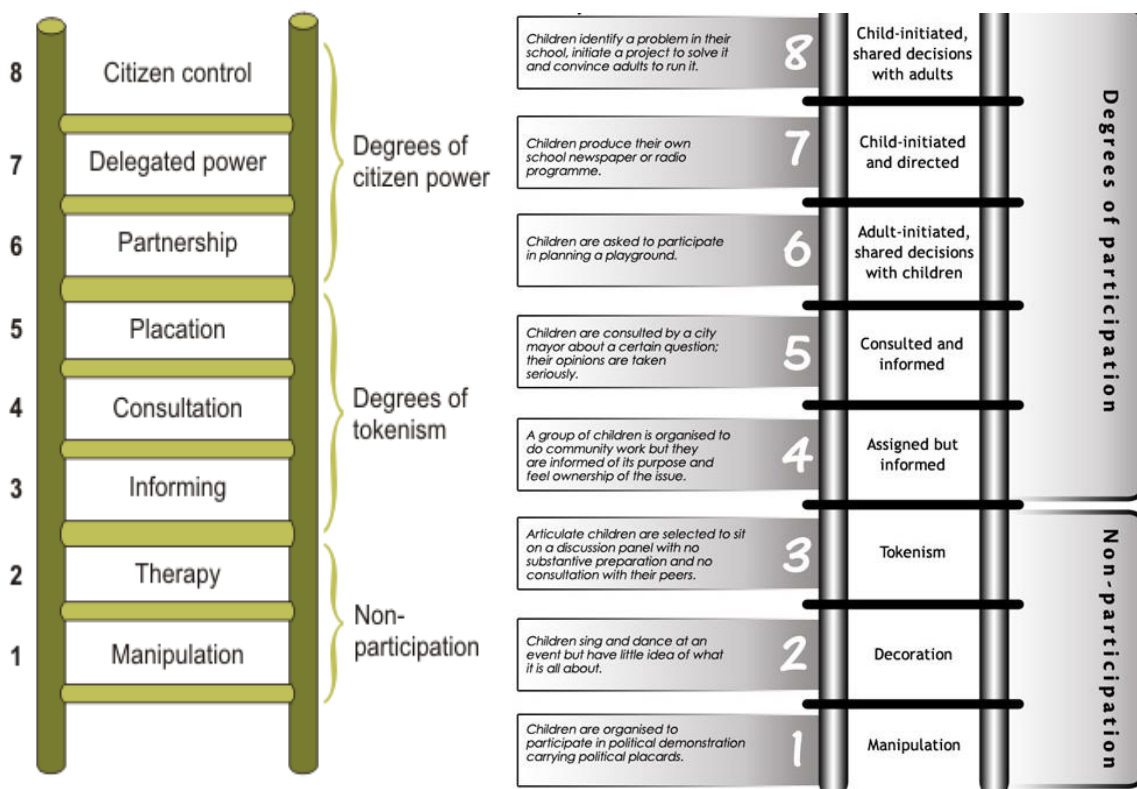 8
Citizen control
7
Delegated power
6
Partnership
Degrees of
citizen power
5
Placation
4
Consultation
3
Informing
Degrees of
tokenism
2
Therapy
1
Manipulation
Non-
participation
Children identify a problem in their
school, initiate a project to solve it
and convince adults to run it.
8
Child-initiated,
shared decisions
with adults
Children produce their own
school newspaper or radio
programme.
7
Child-initiated
and directed
Children are asked to participate
in planning a playground.
6
Adult-initiated,
shared decisions
with children
Children are consulted by a city
mayor about a certain question;
their opinions are taken
seriously.
5
Consulted and
informed
A group of children is organised to
do community work but they
are informed of its purpose and
feel ownership of the issue.
4
Assigned but
informed
Degrees of participation
Articulate children are selected to sit
on a discussion panel with no
substantive preparation and no
consultation with their peers.
3
Tokenism
Children sing and dance at an
event but have little idea of what
it is all about.
2
Decoration
Children are organised to
participate in political demonstration
carrying political placards.
1
Manipulation
Non-participation